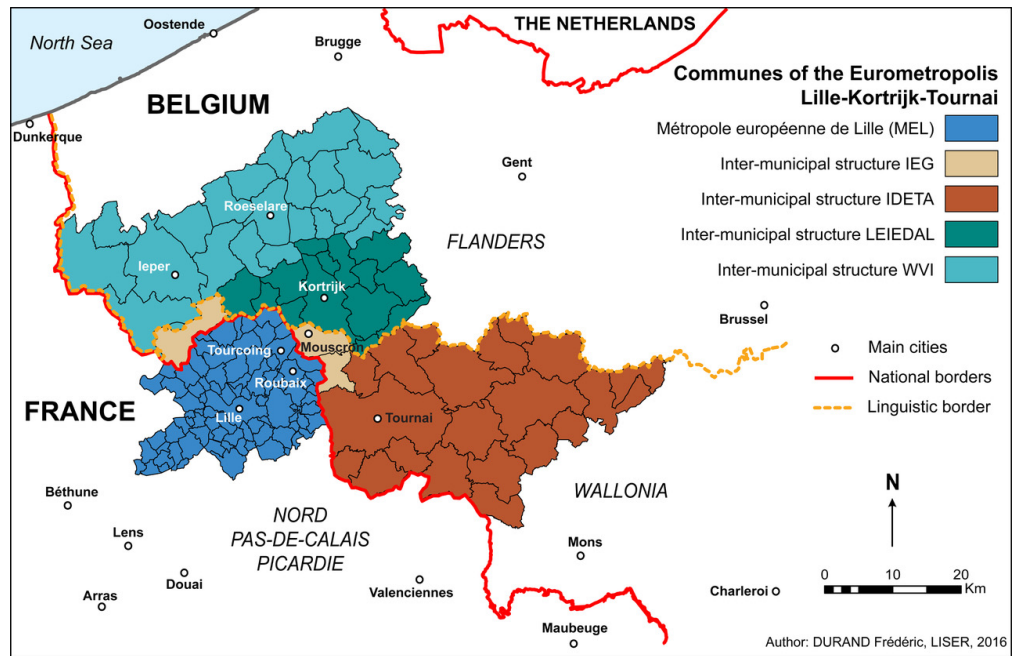 THE NETHERLANDS
Oostende
North Sea
Brugge
Communes of the Eurometropolis
Lille-Kortrijk-Tournai
BELGIUM
Métropole européenne de Lille (MEL)
Dunkerque
Gent
Inter-municipal structure IEG
Inter-municipal structure IDETA
Roeselare
FLANDERS
Inter-municipal structure LEIEDAL
Ieper
Inter-municipal structure WVI
Kortrijk
Brussel
Mouscron
Tourcoing
Main cities
Roubaix
National borders
FRANCE
Lille
Tournai
Linguistic border
N
Béthune
WALLONIA
NORD
PAS-DE-CALAIS
PICARDIE
Lens
Mons
Douai
Valenciennes
Charleroi
0 10 20
Km
Arras
Maubeuge
Author: DURAND Frédéric, LISER, 2016